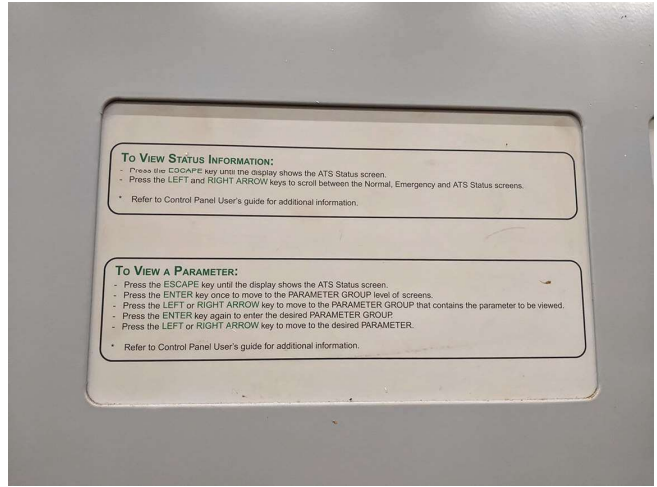 TO VIEW STATUS INFORMATION:
- Press the ESCAPE key until the display shows the ATS Status screen.
- Press the LEFT and RIGHT ARROW keys to scroll between the Normal, Emergency and ATS Status screens.
* Refer to Control Panel User's guide for additional information.
TO VIEW A PARAMETER:
- Press the ESCAPE key until the display shows the ATS Status screen.
- Press the ENTER key once to move to the PARAMETER GROUP level of screens.
- Press the LEFT or RIGHT ARROW key to move to the PARAMETER GROUP that contains the parameter to be viewed.
- Press the ENTER key again to enter the desired PARAMETER GROUP.
- Press the LEFT or RIGHT ARROW key to move to the desired PARAMETER.
* Refer to Control Panel User's guide for additional information.